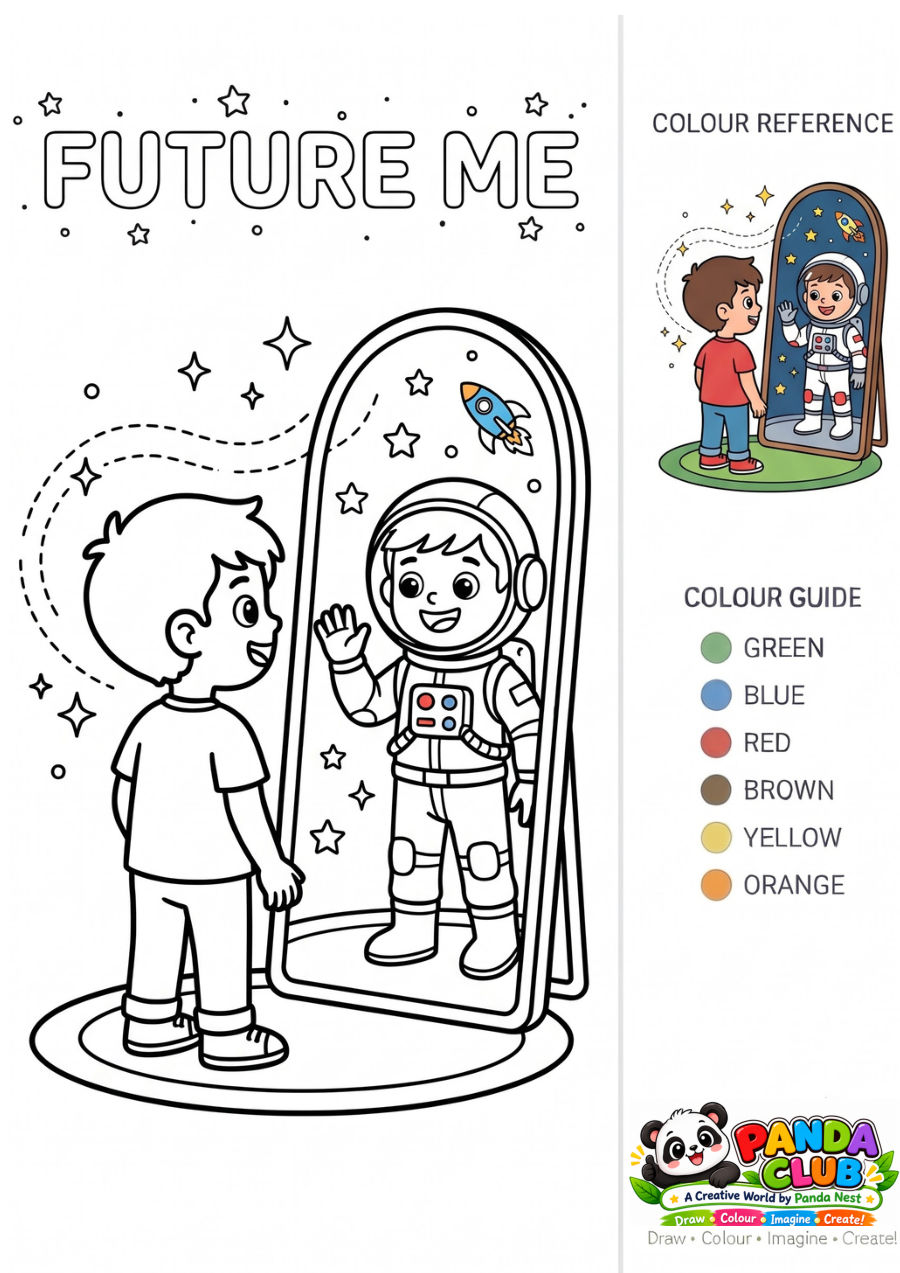 FUTURE ME
COLOUR REFERENCE
COLOUR GUIDE
GREEN
BLUE
RED
BROWN
YELLOW
ORANGE
PANDA
CLUB
A Creative World by Panda Nest
Draw • Colour • Imagine • Create!
Draw • Colour • Imagine • Create!